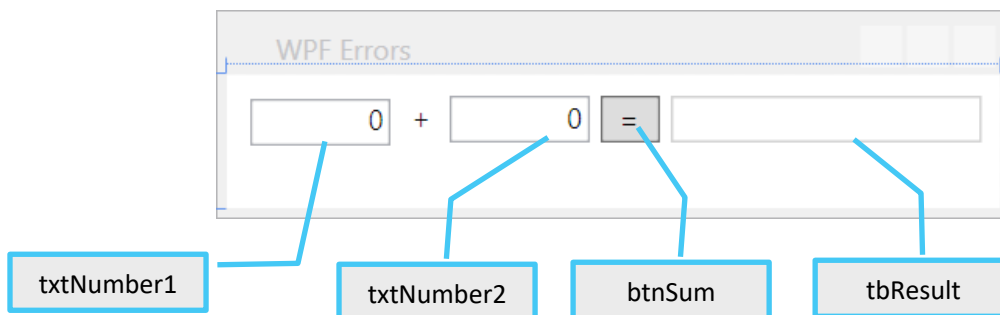 WPF Errors
0 + 0 =
txtNumber1
txtNumber2
btnSum
tbResult